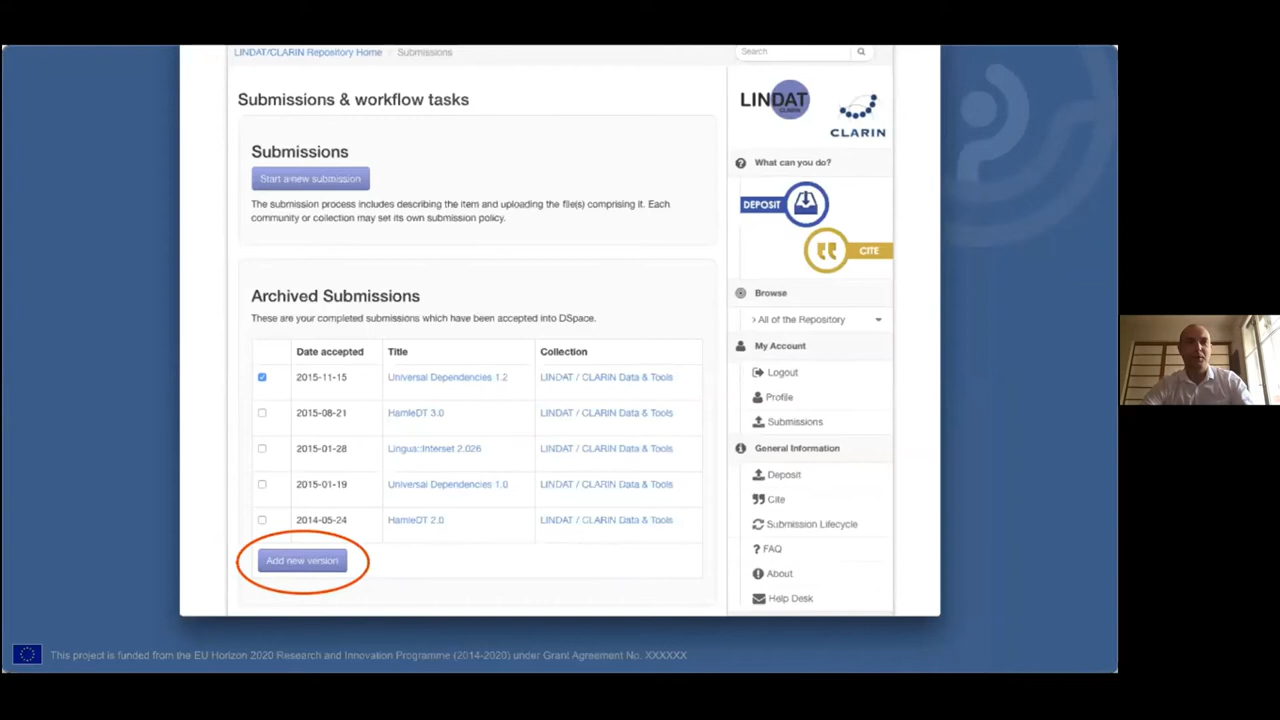 LINDAT/CLARIN Repository Home Submissions
Submissions & workflow tasks
Submissions
Start a new submission
The submission process includes describing the item and uploading the file(s) comprising it. Each
community or collection may set its own submission policy.
Archived Submissions
These are your completed submissions which have been accepted into DSpace.
Date accepted Title Collection
2015-11-15 Universal Dependencies 1.2 LINDAT / CLARIN Data & Tools
2015-08-21 HamleDT 3.0 LINDAT / CLARIN Data & Tools
2015-01-28 Lingua::Interset 2.026 LINDAT / CLARIN Data & Tools
2015-01-19 Universal Dependencies 1.0 LINDAT / CLARIN Data & Tools
2014-05-24 HamleDT 2.0 LINDAT / CLARIN Data & Tools
Add new version
Search
LINDAT
CLARIN
CLARIN
What can you do?
DEPOSIT
CITE
Browse
> All of the Repository
My Account
Logout
Profile
Submissions
General Information
Deposit
Cite
Submission Lifecycle
? FAQ
About
Help Desk
This project is funded from the EU Horizon 2020 Research and Innovation Programme (2014-2020) under Grant Agreement No. XXXXXX